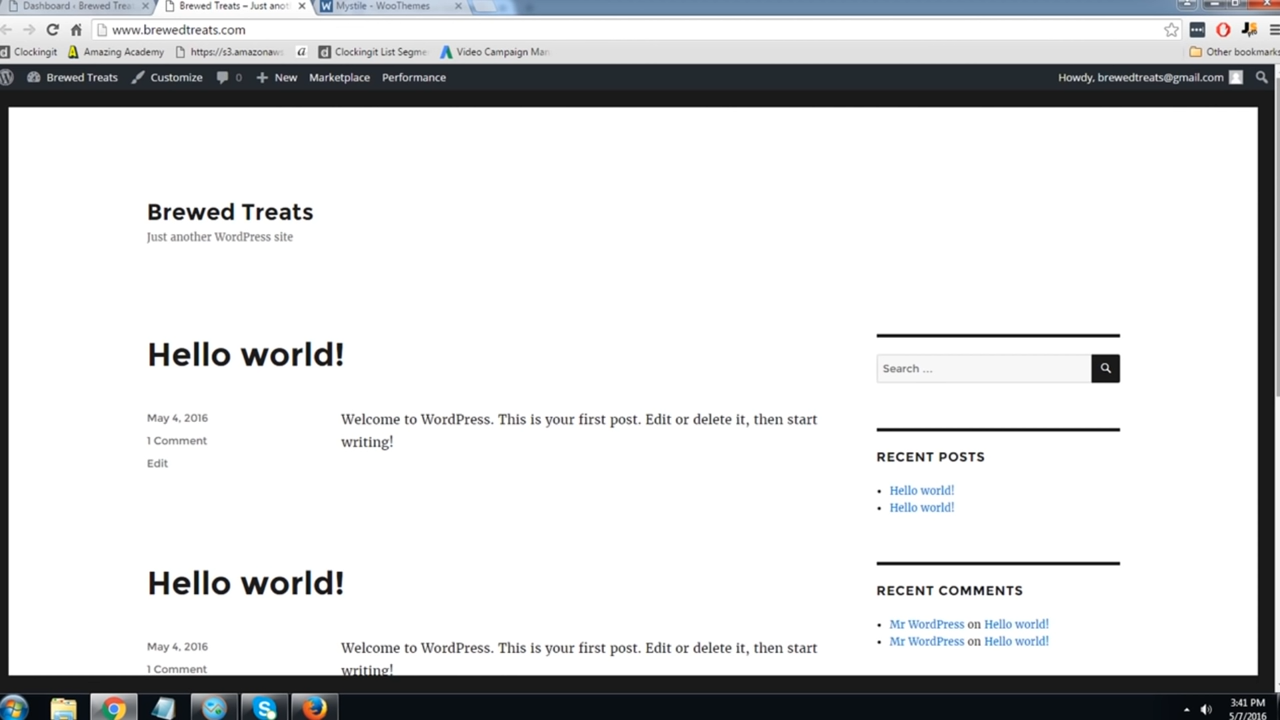 Dashboard ‹ Brewed Trea
Brewed Treats – Just anot
Mystile - WooThemes
www.brewedtreats.com
Clockingit
Amazing Academy
https://s3.amazonaws
a
Clockingit List Segme
Video Campaign Man
Other bookmarks
Brewed Treats
Customize
0
New
Marketplace
Performance
Howdy, brewedtreats@gmail.com
Brewed Treats
Just another WordPress site
Hello world!
May 4, 2016
1 Comment
Edit
Welcome to WordPress. This is your first post. Edit or delete it, then start
writing!
Search ...
RECENT POSTS
Hello world!
Hello world!
RECENT COMMENTS
Mr WordPress on Hello world!
Mr WordPress on Hello world!
Hello world!
May 4, 2016
1 Comment
Welcome to WordPress. This is your first post. Edit or delete it, then start
writing!
3:41 PM
5/7/2016